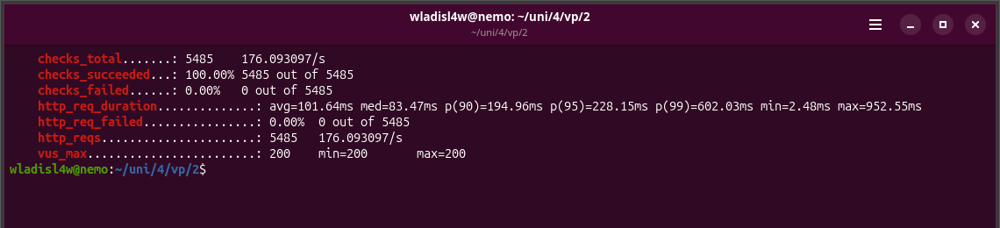 wladisl4w@nemo: ~/uni/4/vp/2
~/uni/4/vp/2
checks_total.......: 5485    176.093097/s
checks_succeeded...: 100.00% 5485 out of 5485
checks_failed......: 0.00%   0 out of 5485
http_req_duration..............: avg=101.64ms med=83.47ms p(90)=194.96ms p(95)=228.15ms p(99)=602.03ms min=2.48ms max=952.55ms
http_req_failed................: 0.00%  0 out of 5485
http_reqs......................: 5485   176.093097/s
vus_max........................: 200    min=200       max=200
wladisl4w@nemo:~/uni/4/vp/2$